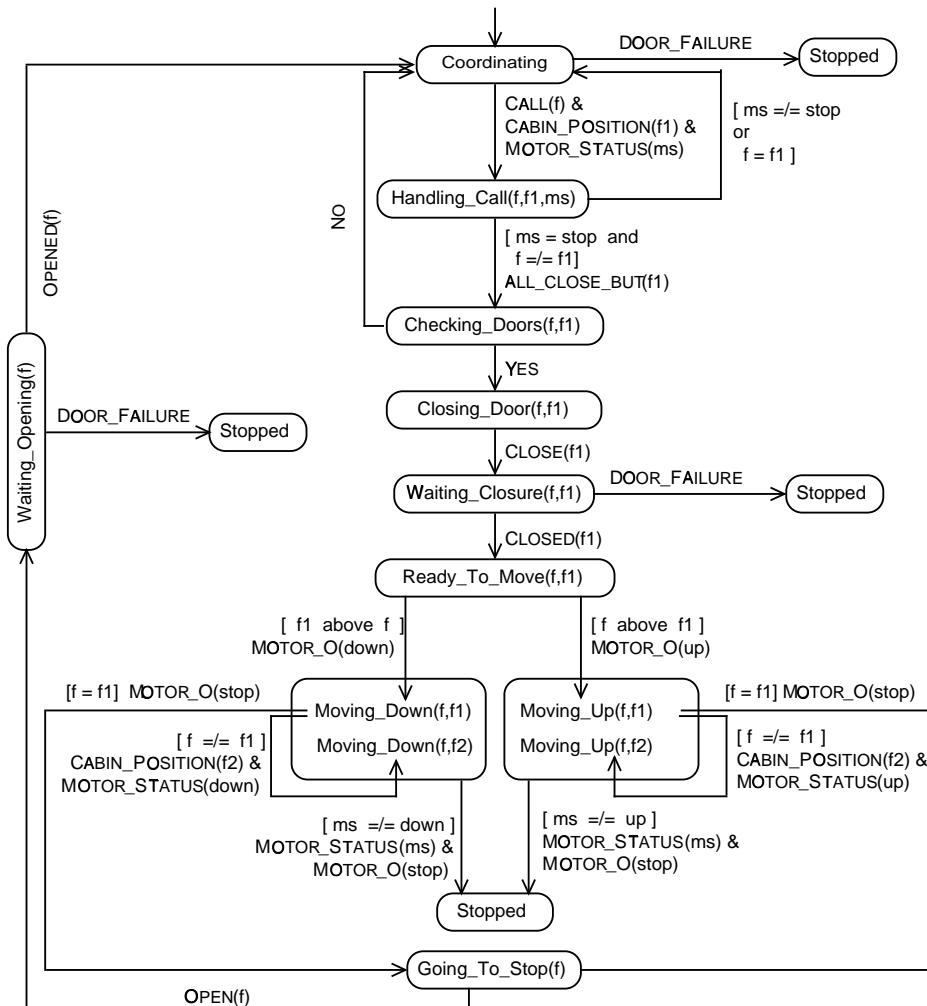 DOOR_FAILURE
Coordinating
Stopped
CALL(f) &
CABIN_POSITION(f1) &
MOTOR_STATUS(ms)
[ ms =/= stop
or
f = f1 ]
Handling_Call(f,f1,ms)
OPENED(f)
NO
[ ms = stop and
f =/= f1]
ALL_CLOSE_BUT(f1)
Checking_Doors(f,f1)
YES
Waiting_Opening(f)
DOOR_FAILURE
Stopped
Closing_Door(f,f1)
CLOSE(f1)
Waiting_Closure(f,f1)
DOOR_FAILURE
Stopped
CLOSED(f1)
Ready_To_Move(f,f1)
[ f1 above f ]
MOTOR_O(down)
[ f above f1 ]
MOTOR_O(up)
[f = f1] MOTOR_O(stop)
[f = f1] MOTOR_O(stop)
Moving_Down(f,f1)
Moving_Down(f,f2)
Moving_Up(f,f1)
Moving_Up(f,f2)
[ f =/= f1 ]
CABIN_POSITION(f2) &
MOTOR_STATUS(down)
[ f =/= f1 ]
CABIN_POSITION(f2) &
MOTOR_STATUS(up)
[ ms =/= down ]
MOTOR_STATUS(ms) &
MOTOR_O(stop)
[ ms =/= up ]
MOTOR_STATUS(ms) &
MOTOR_O(stop)
Stopped
Going_To_Stop(f)
OPEN(f)